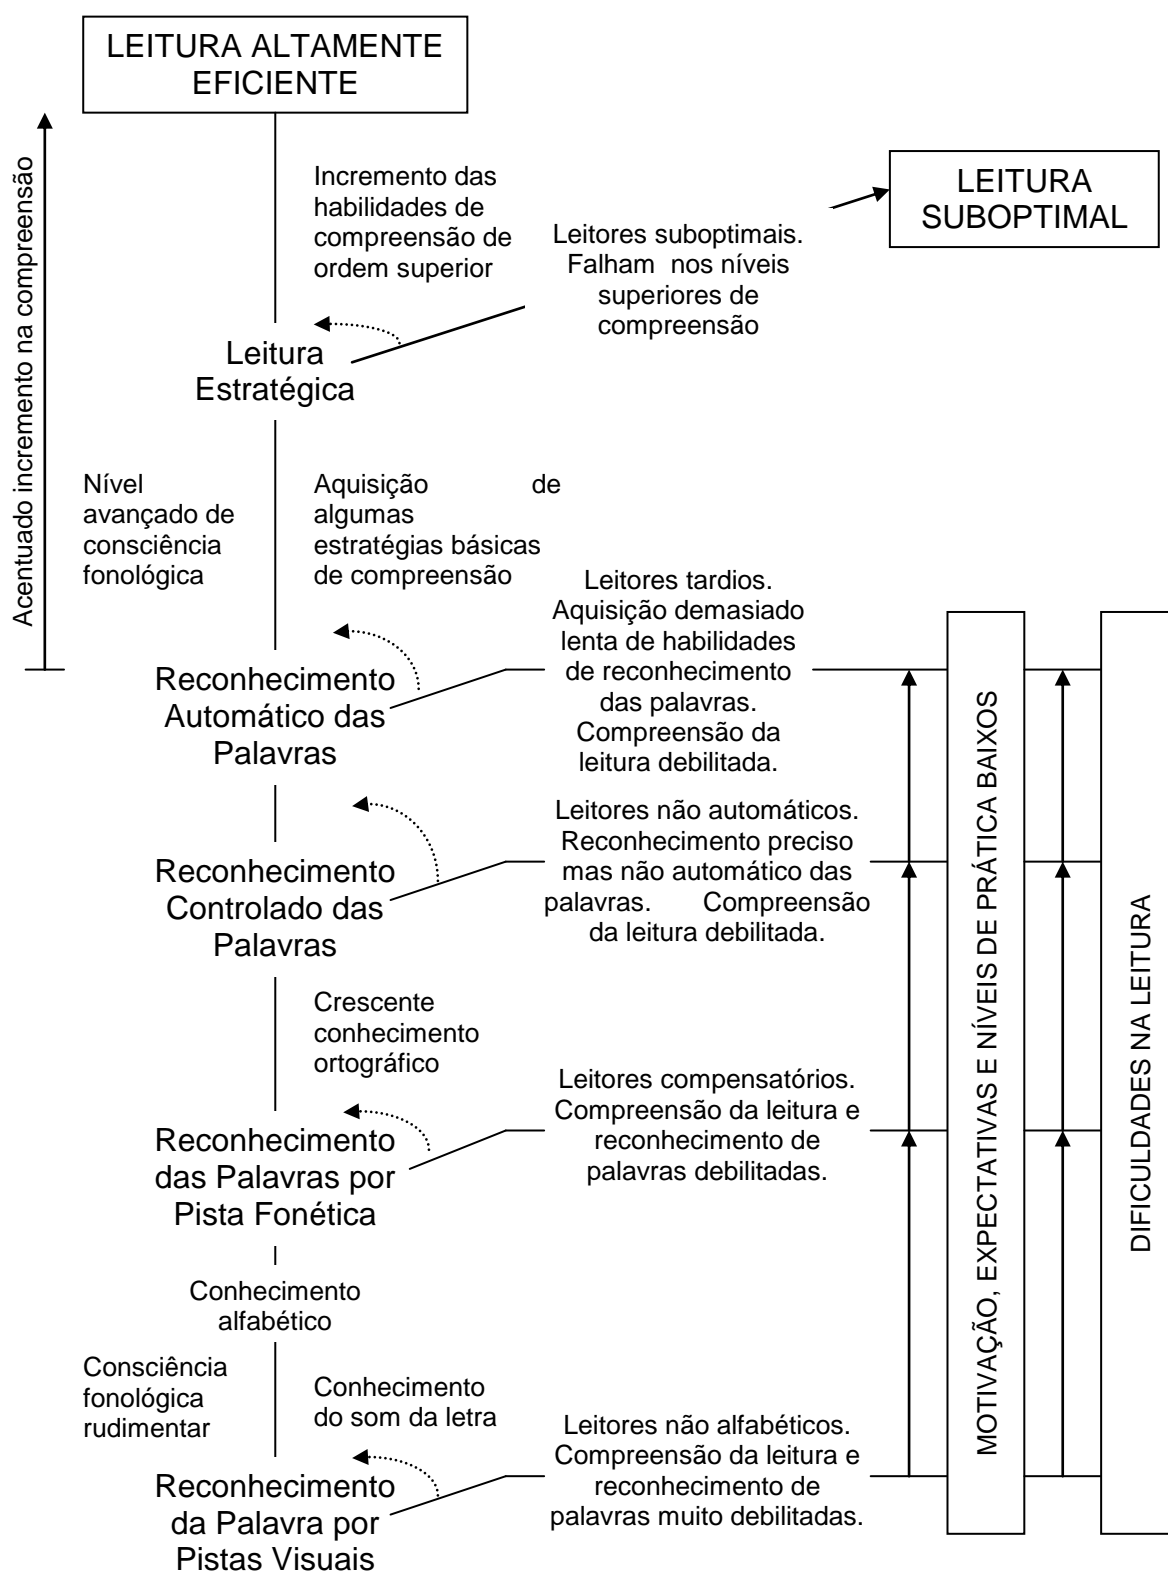 LEITURA ALTAMENTE
EFICIENTE
Acentuado incremento na compreensão
Incremento das
habilidades de
compreensão de
ordem superior
LEITURA
SUBOPTIMAL
Leitores suboptimais.
Falham nos níveis
superiores de
compreensão
Leitura
Estratégica
Nível
avançado de
consciência
fonológica
Aquisição de
algumas
estratégias básicas
de compreensão
Leitores tardios.
Aquisição demasiado
lenta de habilidades
de reconhecimento
das palavras.
Compreensão da
leitura debilitada.
Reconhecimento
Automático das
Palavras
Leitores não automáticos.
Reconhecimento preciso
mas não automático das
palavras. Compreensão
da leitura debilitada.
Reconhecimento
Controlado das
Palavras
Crescente
conhecimento
ortográfico
Leitores compensatórios.
Compreensão da leitura e
reconhecimento de
palavras debilitadas.
Reconhecimento
das Palavras por
Pista Fonética
Conhecimento
alfabético
Consciência
fonológica
rudimentar
Conhecimento
do som da letra
Leitores não alfabéticos.
Compreensão da leitura e
reconhecimento de
palavras muito debilitadas.
Reconhecimento
da Palavra por
Pistas Visuais
MOTIVAÇÃO, EXPECTATIVAS E NÍVEIS DE PRÁTICA BAIXOS
DIFICULDADES NA LEITURA